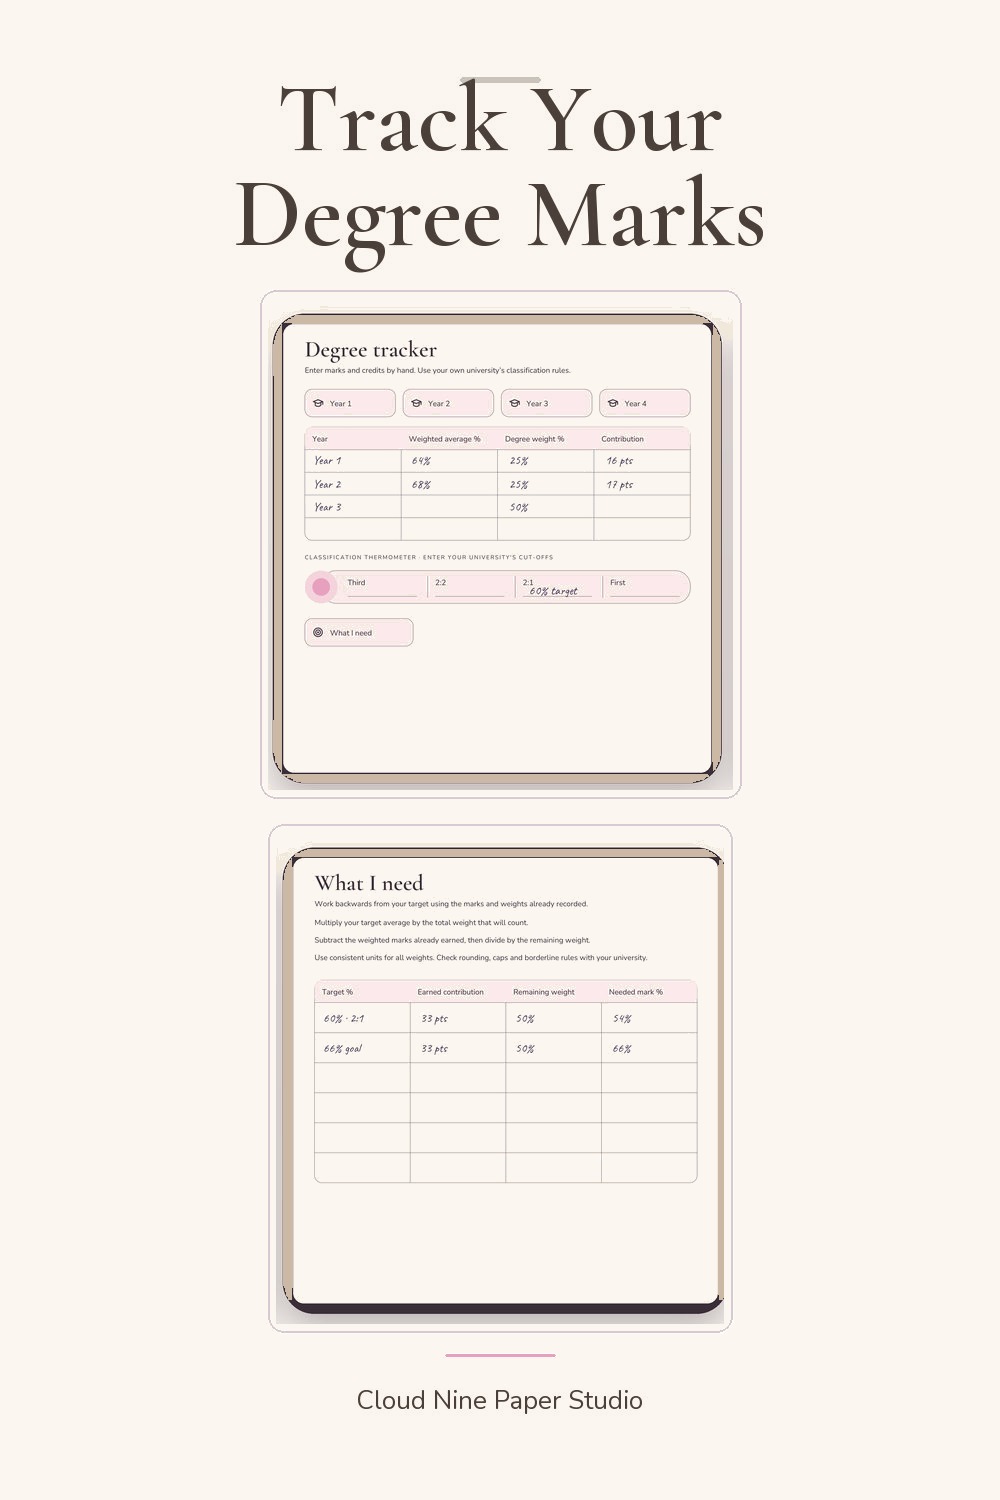 Track Your
Degree Marks
Degree tracker
Enter marks and credits by hand. Use your own university's classification rules.
Year 1 Year 2 Year 3 Year 4
Year Weighted average % Degree weight % Contribution
Year 1 64% 25% 16 pts
Year 2 68% 25% 17 pts
Year 3 50%
CLASSIFICATION THERMOMETER · ENTER YOUR UNIVERSITY'S CUT-OFFS
Third 2:2 2:1 First
60% target
What I need
What I need
Work backwards from your target using the marks and weights already recorded.
Multiply your target average by the total weight that will count.
Subtract the weighted marks already earned, then divide by the remaining weight.
Use consistent units for all weights. Check rounding, caps and borderline rules with your university.
Target % Earned contribution Remaining weight Needed mark %
60% · 2:1 33 pts 50% 54%
66% goal 33 pts 50% 66%
Cloud Nine Paper Studio